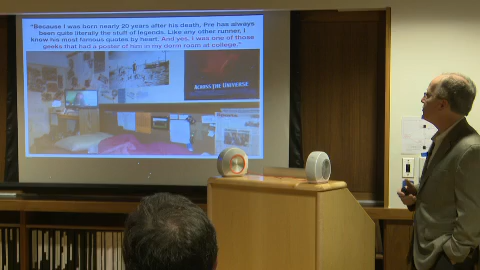 "Because I was born nearly 20 years after his death, Pre has always
been quite literally the stuff of legends. Like any other runner, I
know his most famous quotes by heart. And yes, I was one of those
geeks that had a poster of him in my dorm room at college."
ACROSS THE UNIVERSE